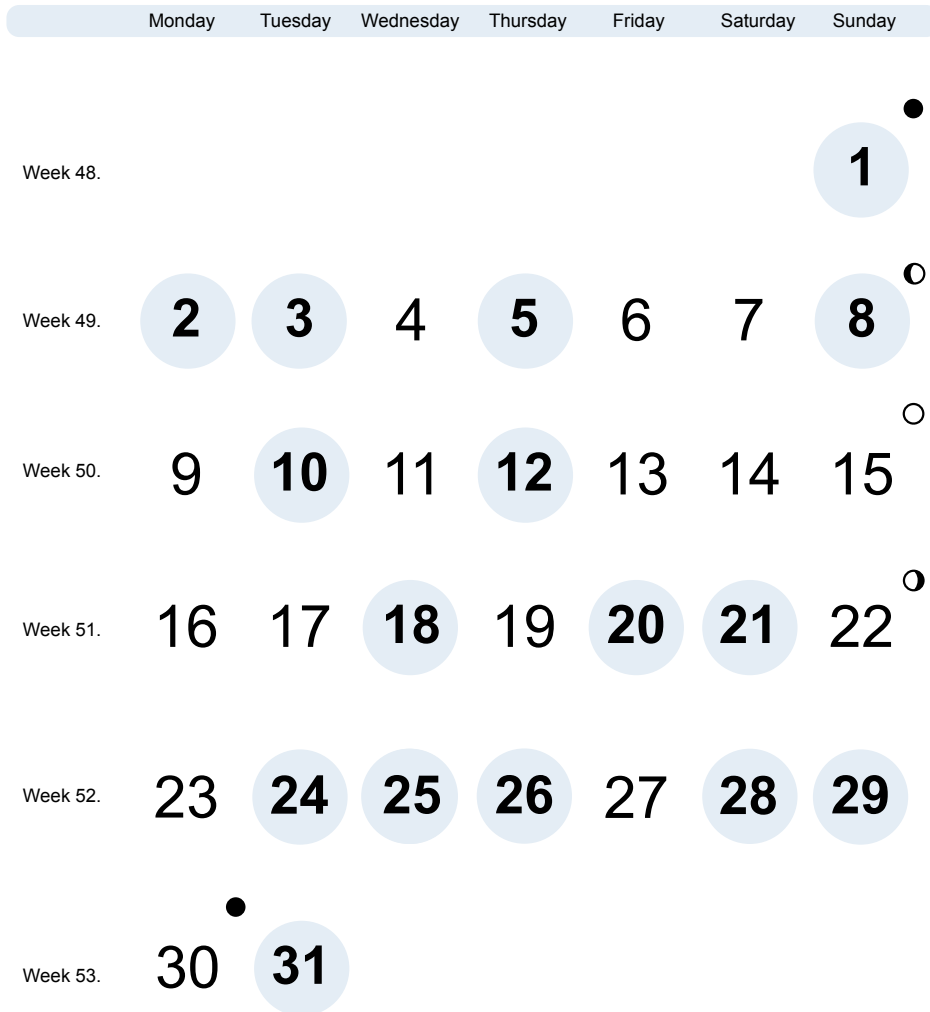 Monday Tuesday Wednesday Thursday Friday Saturday Sunday
Week 48. 1
Week 49. 2 3 4 5 6 7 8
Week 50. 9 10 11 12 13 14 15
Week 51. 16 17 18 19 20 21 22
Week 52. 23 24 25 26 27 28 29
Week 53. 30 31